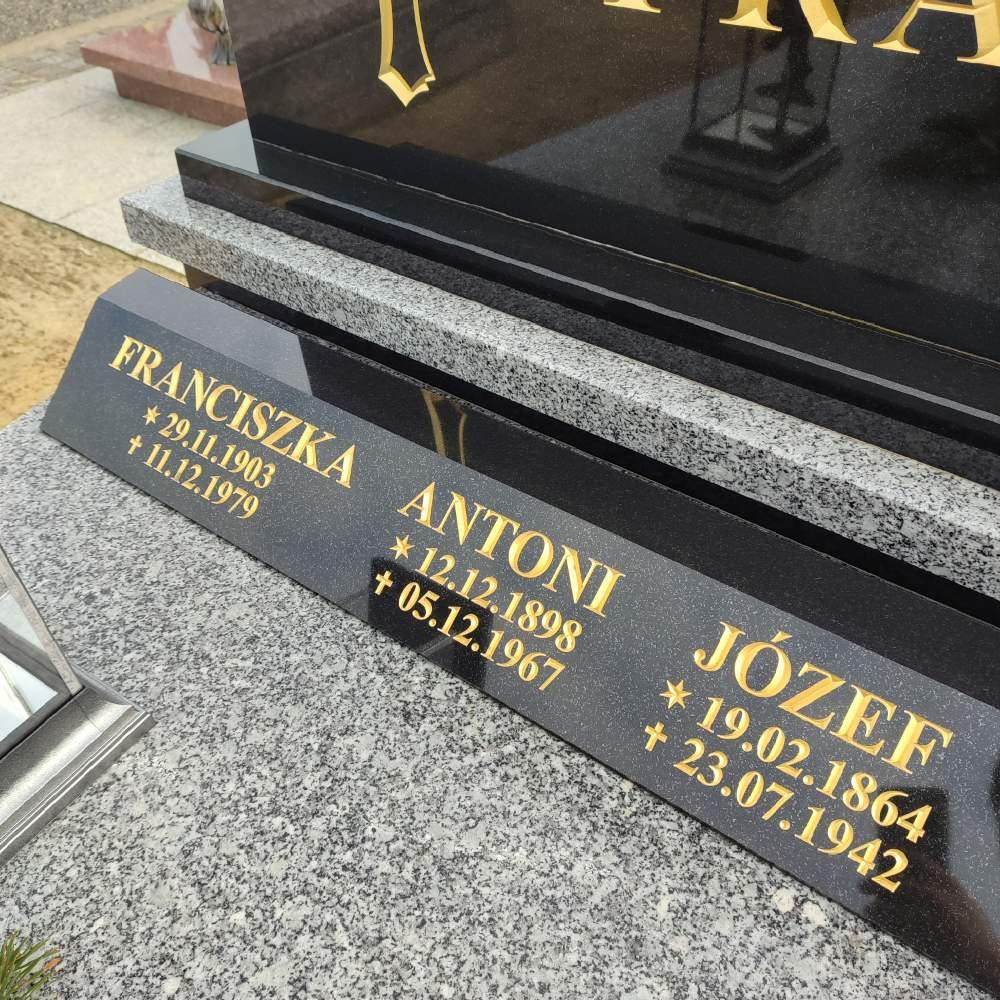 FRANCISZKA
* 29.11.1903
✝ 11.12.1979
ANTONI
* 12.12.1898
✝ 05.12.1967
JÓZEF
* 19.02.1864
✝ 23.07.1942